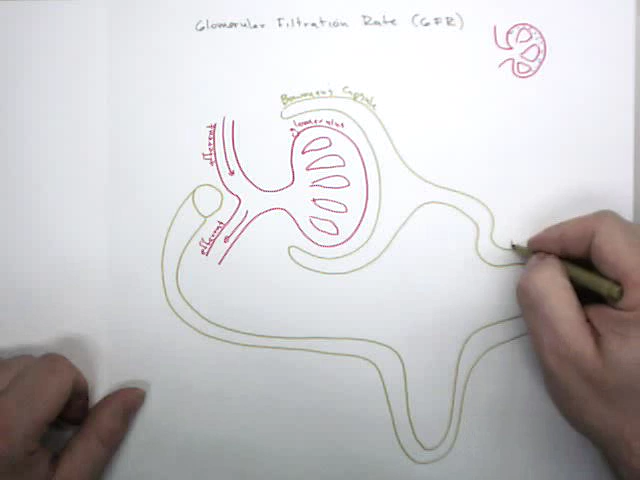 Glomerular Filtration Rate (GFR)
Bowman's Capsule
glomerulus
afferent
efferent